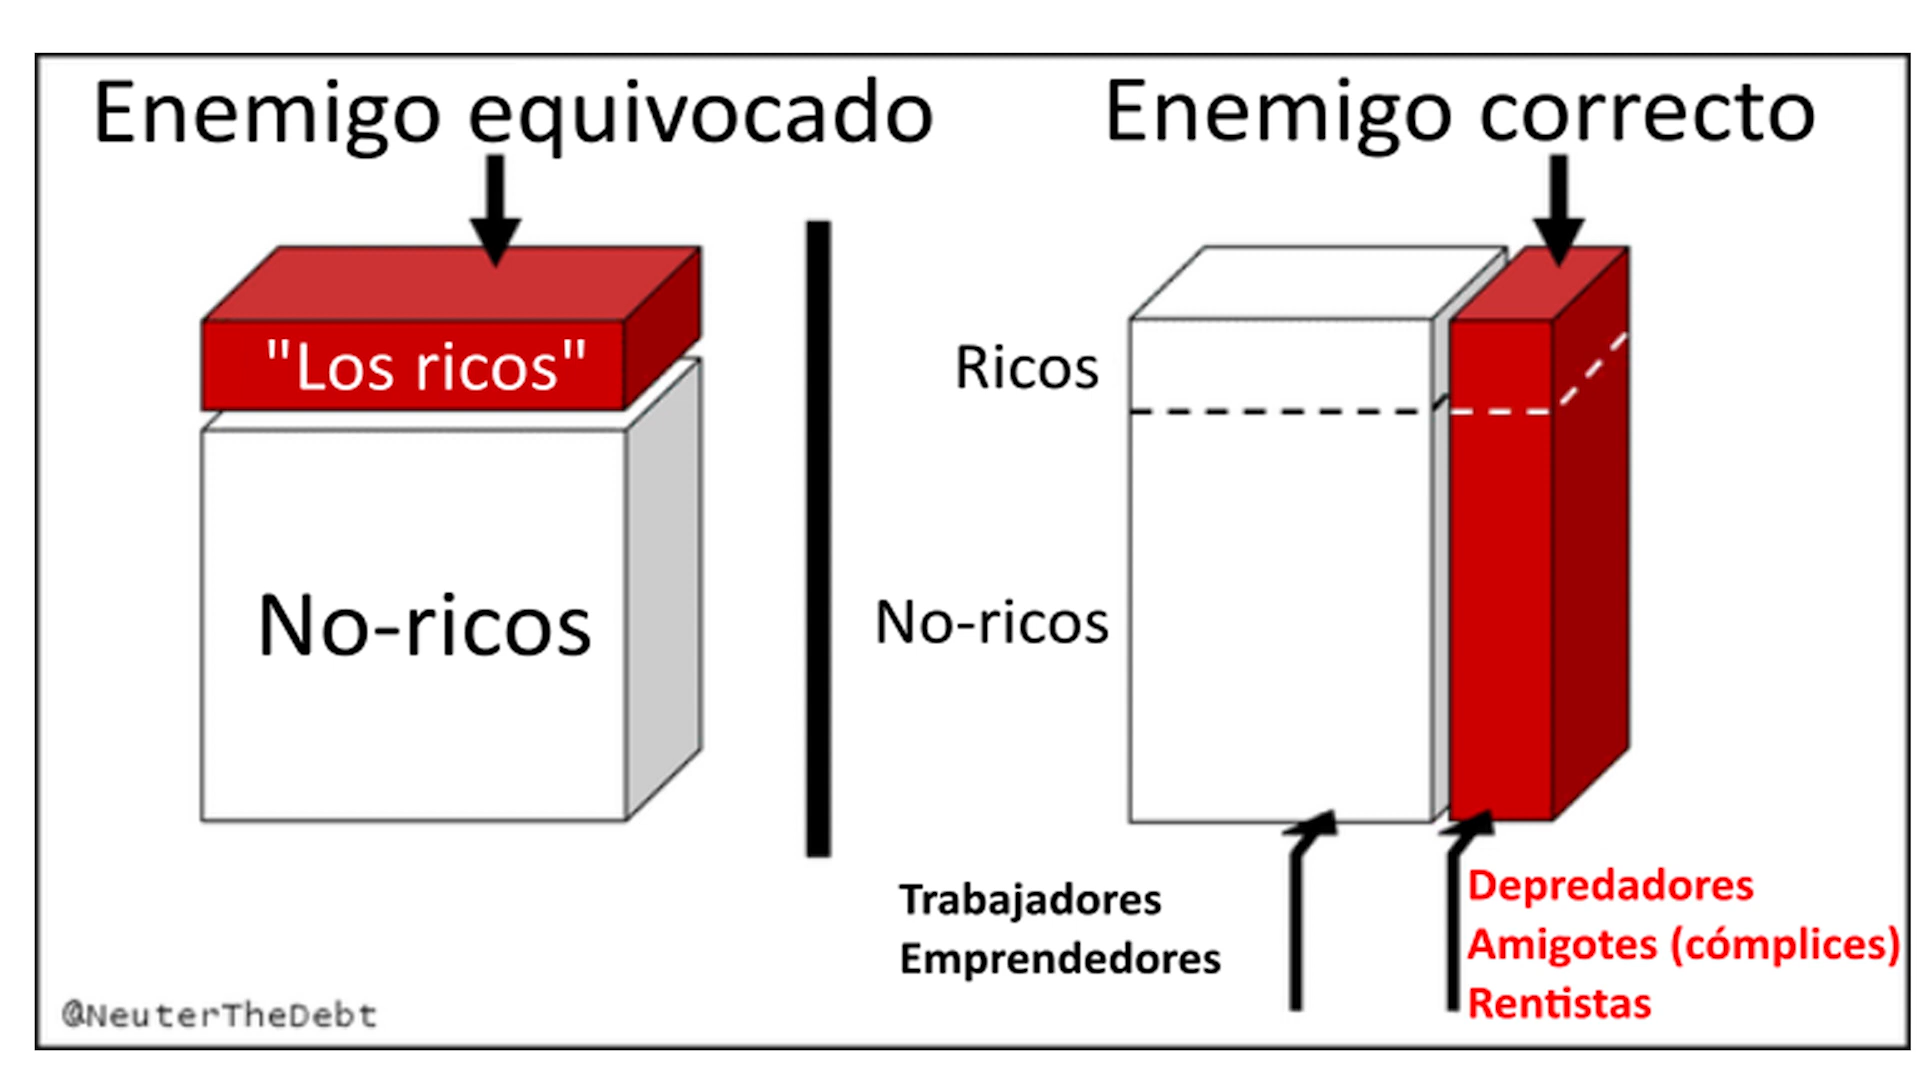 Enemigo equivocado
"Los ricos"
No-ricos
Enemigo correcto
Ricos
No-ricos
Trabajadores
Emprendedores
Depredadores
Amigotes (cómplices)
Rentistas
@NeuterTheDebt